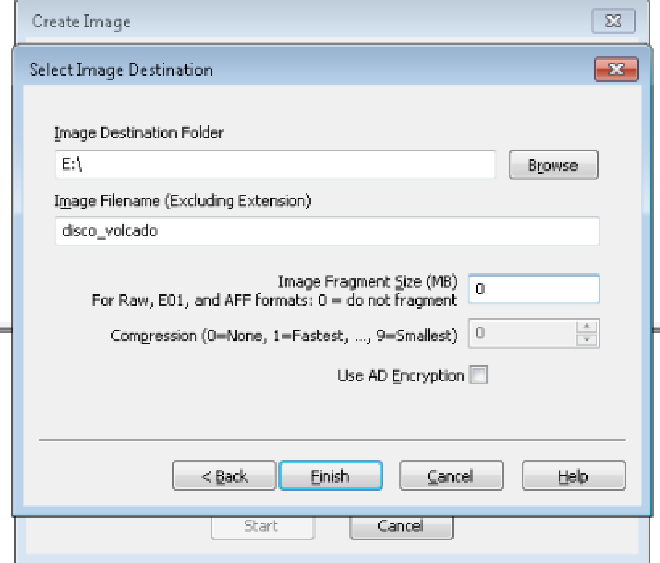 Create Image
Select Image Destination
Image Destination Folder
E:\
Browse
Image Filename (Excluding Extension)
disco_volcado
Image Fragment Size (MB)
0
For Raw, E01, and AFF formats: 0 = do not fragment
Compression (0=None, 1=Fastest, ..., 9=Smallest)
0
Use AD Encryption
< Back
Finish
Cancel
Help
Start
Cancel